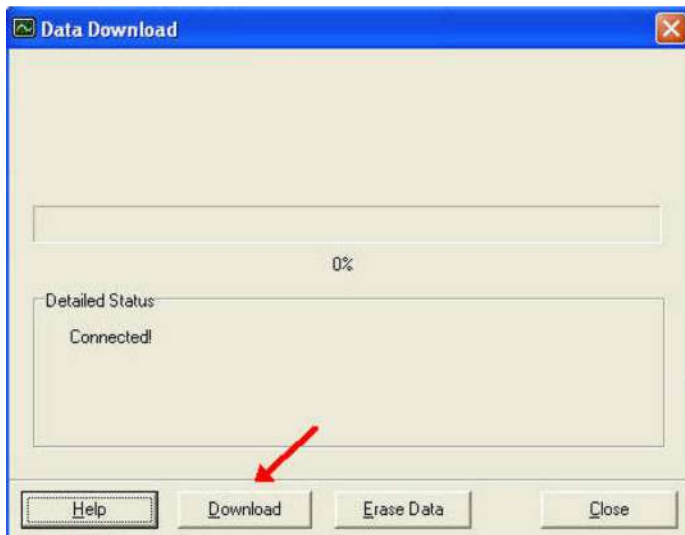 Data Download
0%
Detailed Status
Connected!
Help Download Erase Data Close